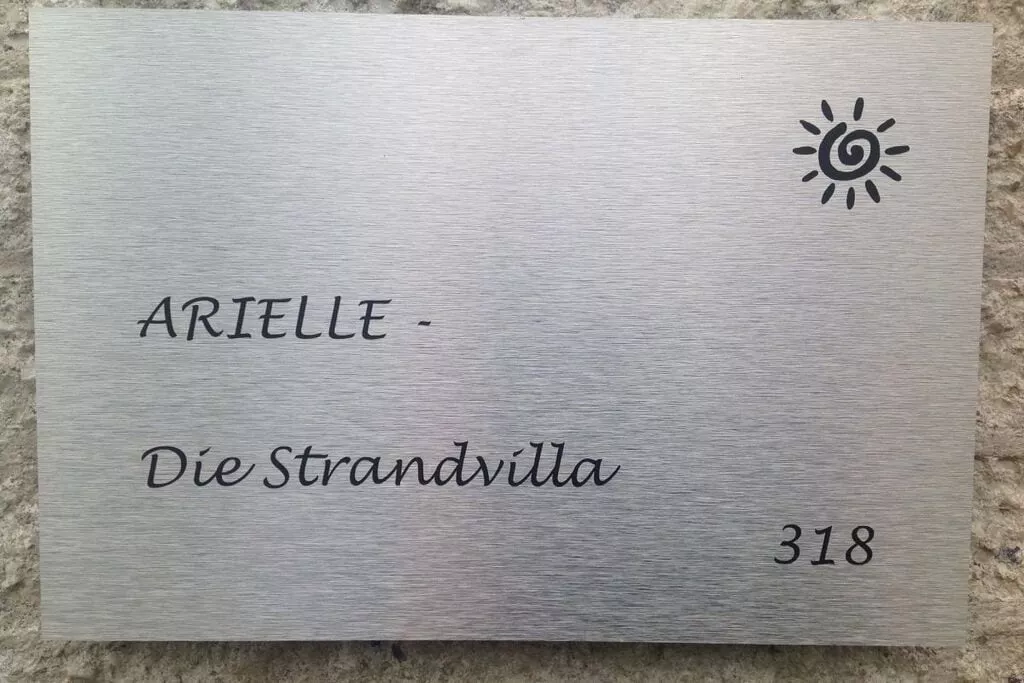 ARIELLE -
Die Strandvilla
318